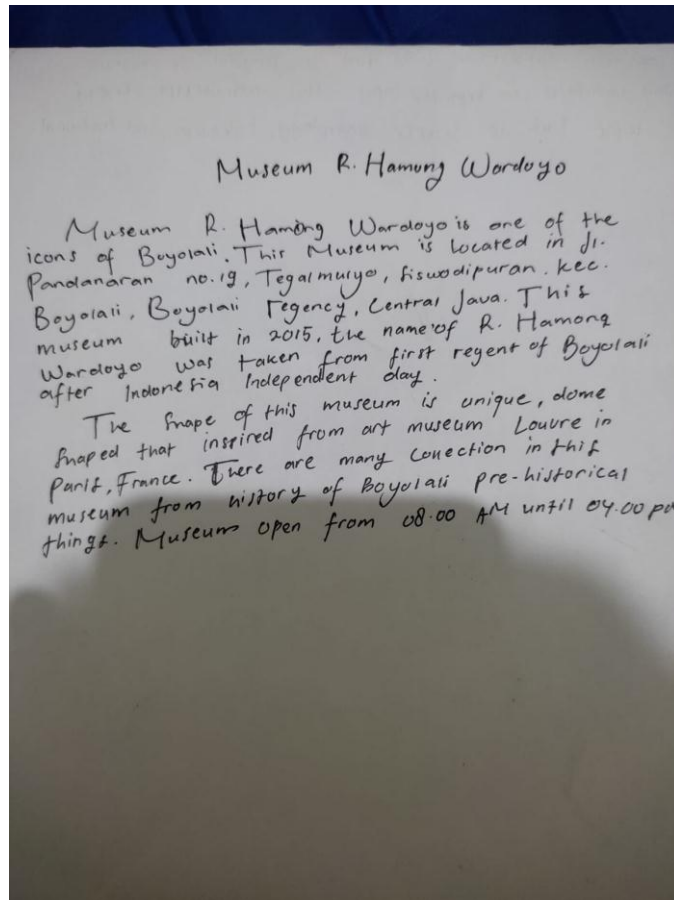 Museum R. Hamong Wardoyo
Museum R. Hamong Wardoyo is one of the
icons of Boyolali. This Museum is located in Jl.
Pandanaran no.19, Tegalmulyo, Siswodipuran. kec.
Boyolali, Boyolali regency, Central Java. This
museum built in 2015, the name of R. Hamong
Wardoyo was taken from first regent of Boyolali
after Indonesia Independent day.
The Shape of this museum is unique, dome
Shaped that inspired from art museum Louvre in
Paris, France. There are many Conection in this
museum from history of Boyolali pre-historical
things. Museum open from 08.00 AM until 04.00